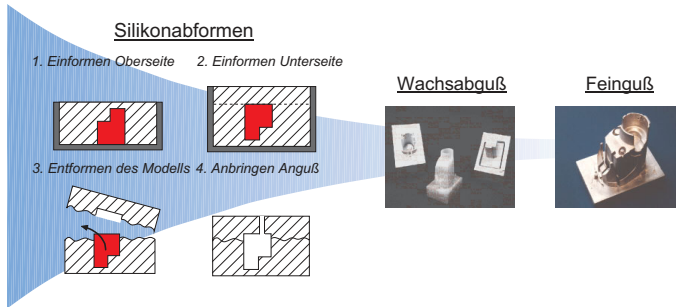 Silikonabformen
1. Einformen Oberseite
2. Einformen Unterseite
Wachsabguß
Feinguß
3. Entformen des Modells
4. Anbringen Anguß